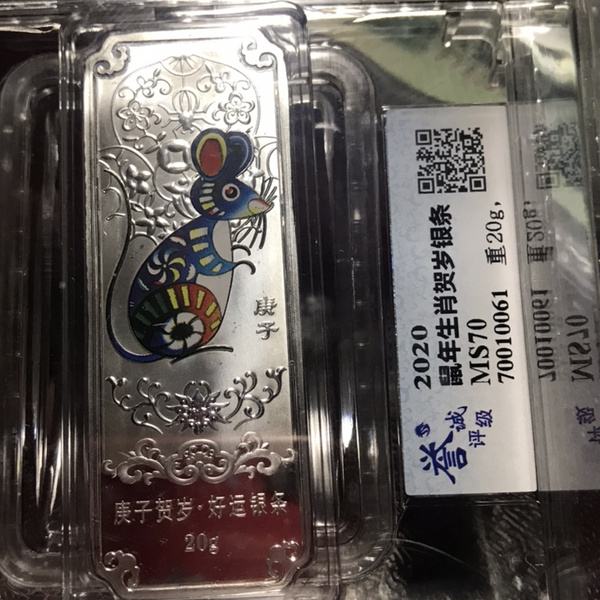 庚子
庚子贺岁·好运银条
20g
2020
鼠年生肖贺岁银条
MS70 重20g,
70010061
誉诚
评级